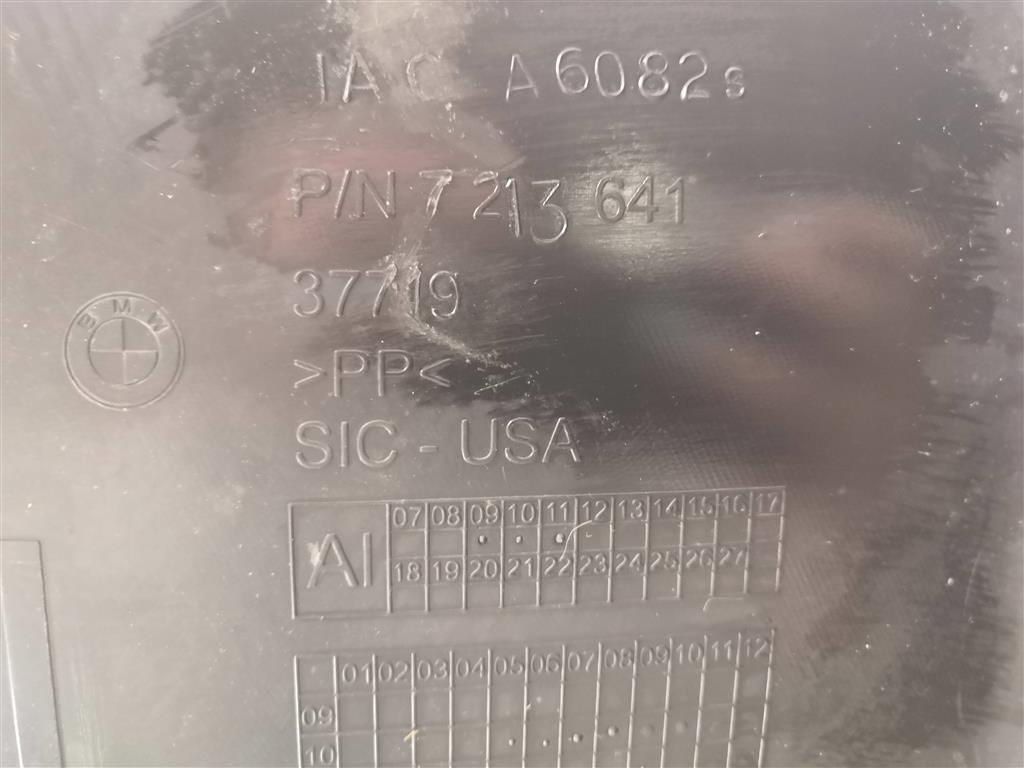 IAC A6082s
P/N 7 213 641
37719
BMW
>PP<
SIC - USA
AI
07 08 09 10 11 12 13 14 15 16 17
18 19 20 21 22 23 24 25 26 27
01 02 03 04 05 06 07 08 09 10 11 12
09
10